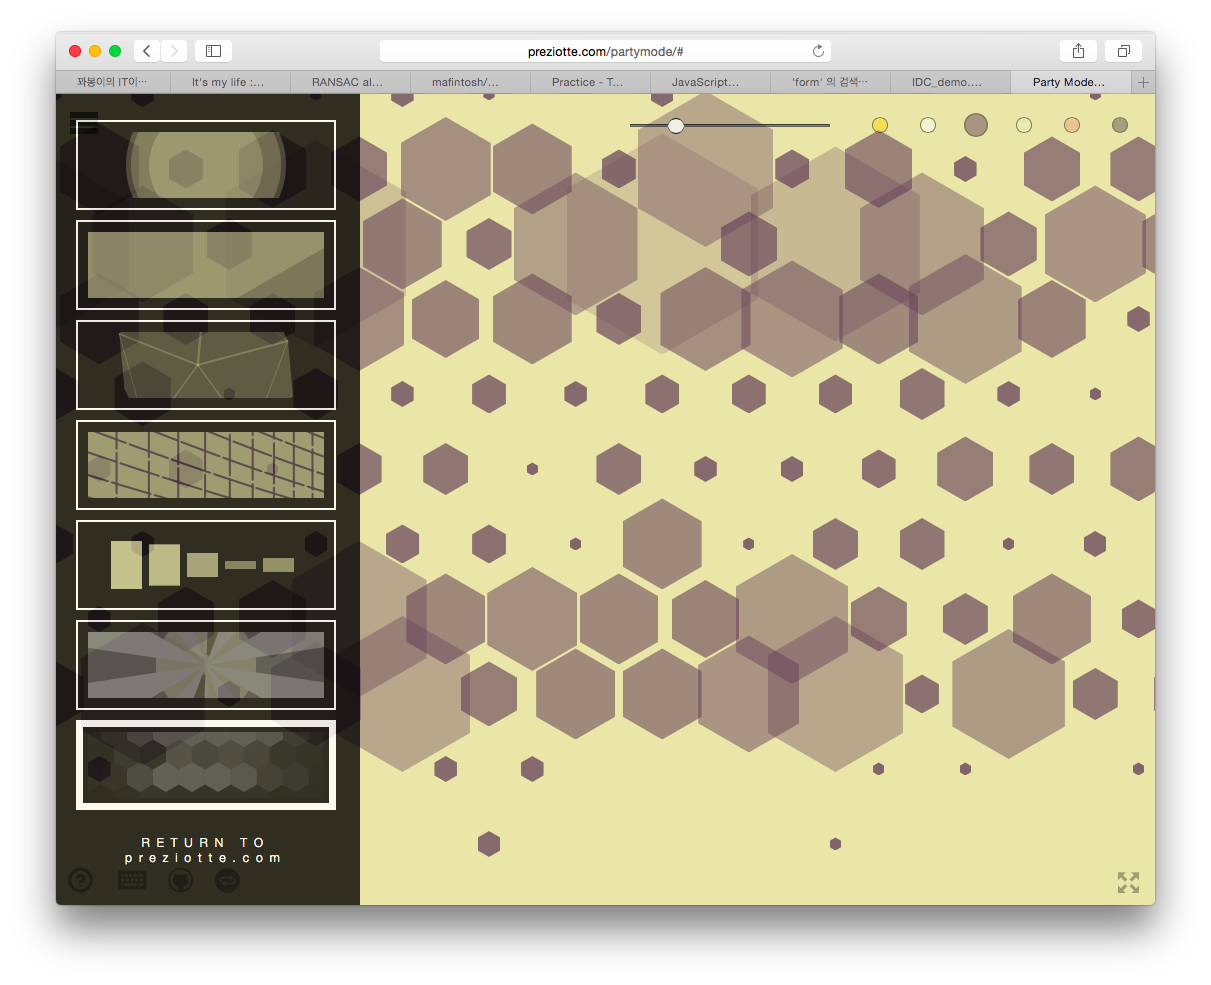 preziotte.com/partymode/#
꽈봉이의 IT이…
It's my life :…
RANSAC al…
mafintosh/…
Practice - T…
JavaScript…
'form' 의 검색…
IDC_demo.…
Party Mode…
RETURN TO
preziotte.com
?